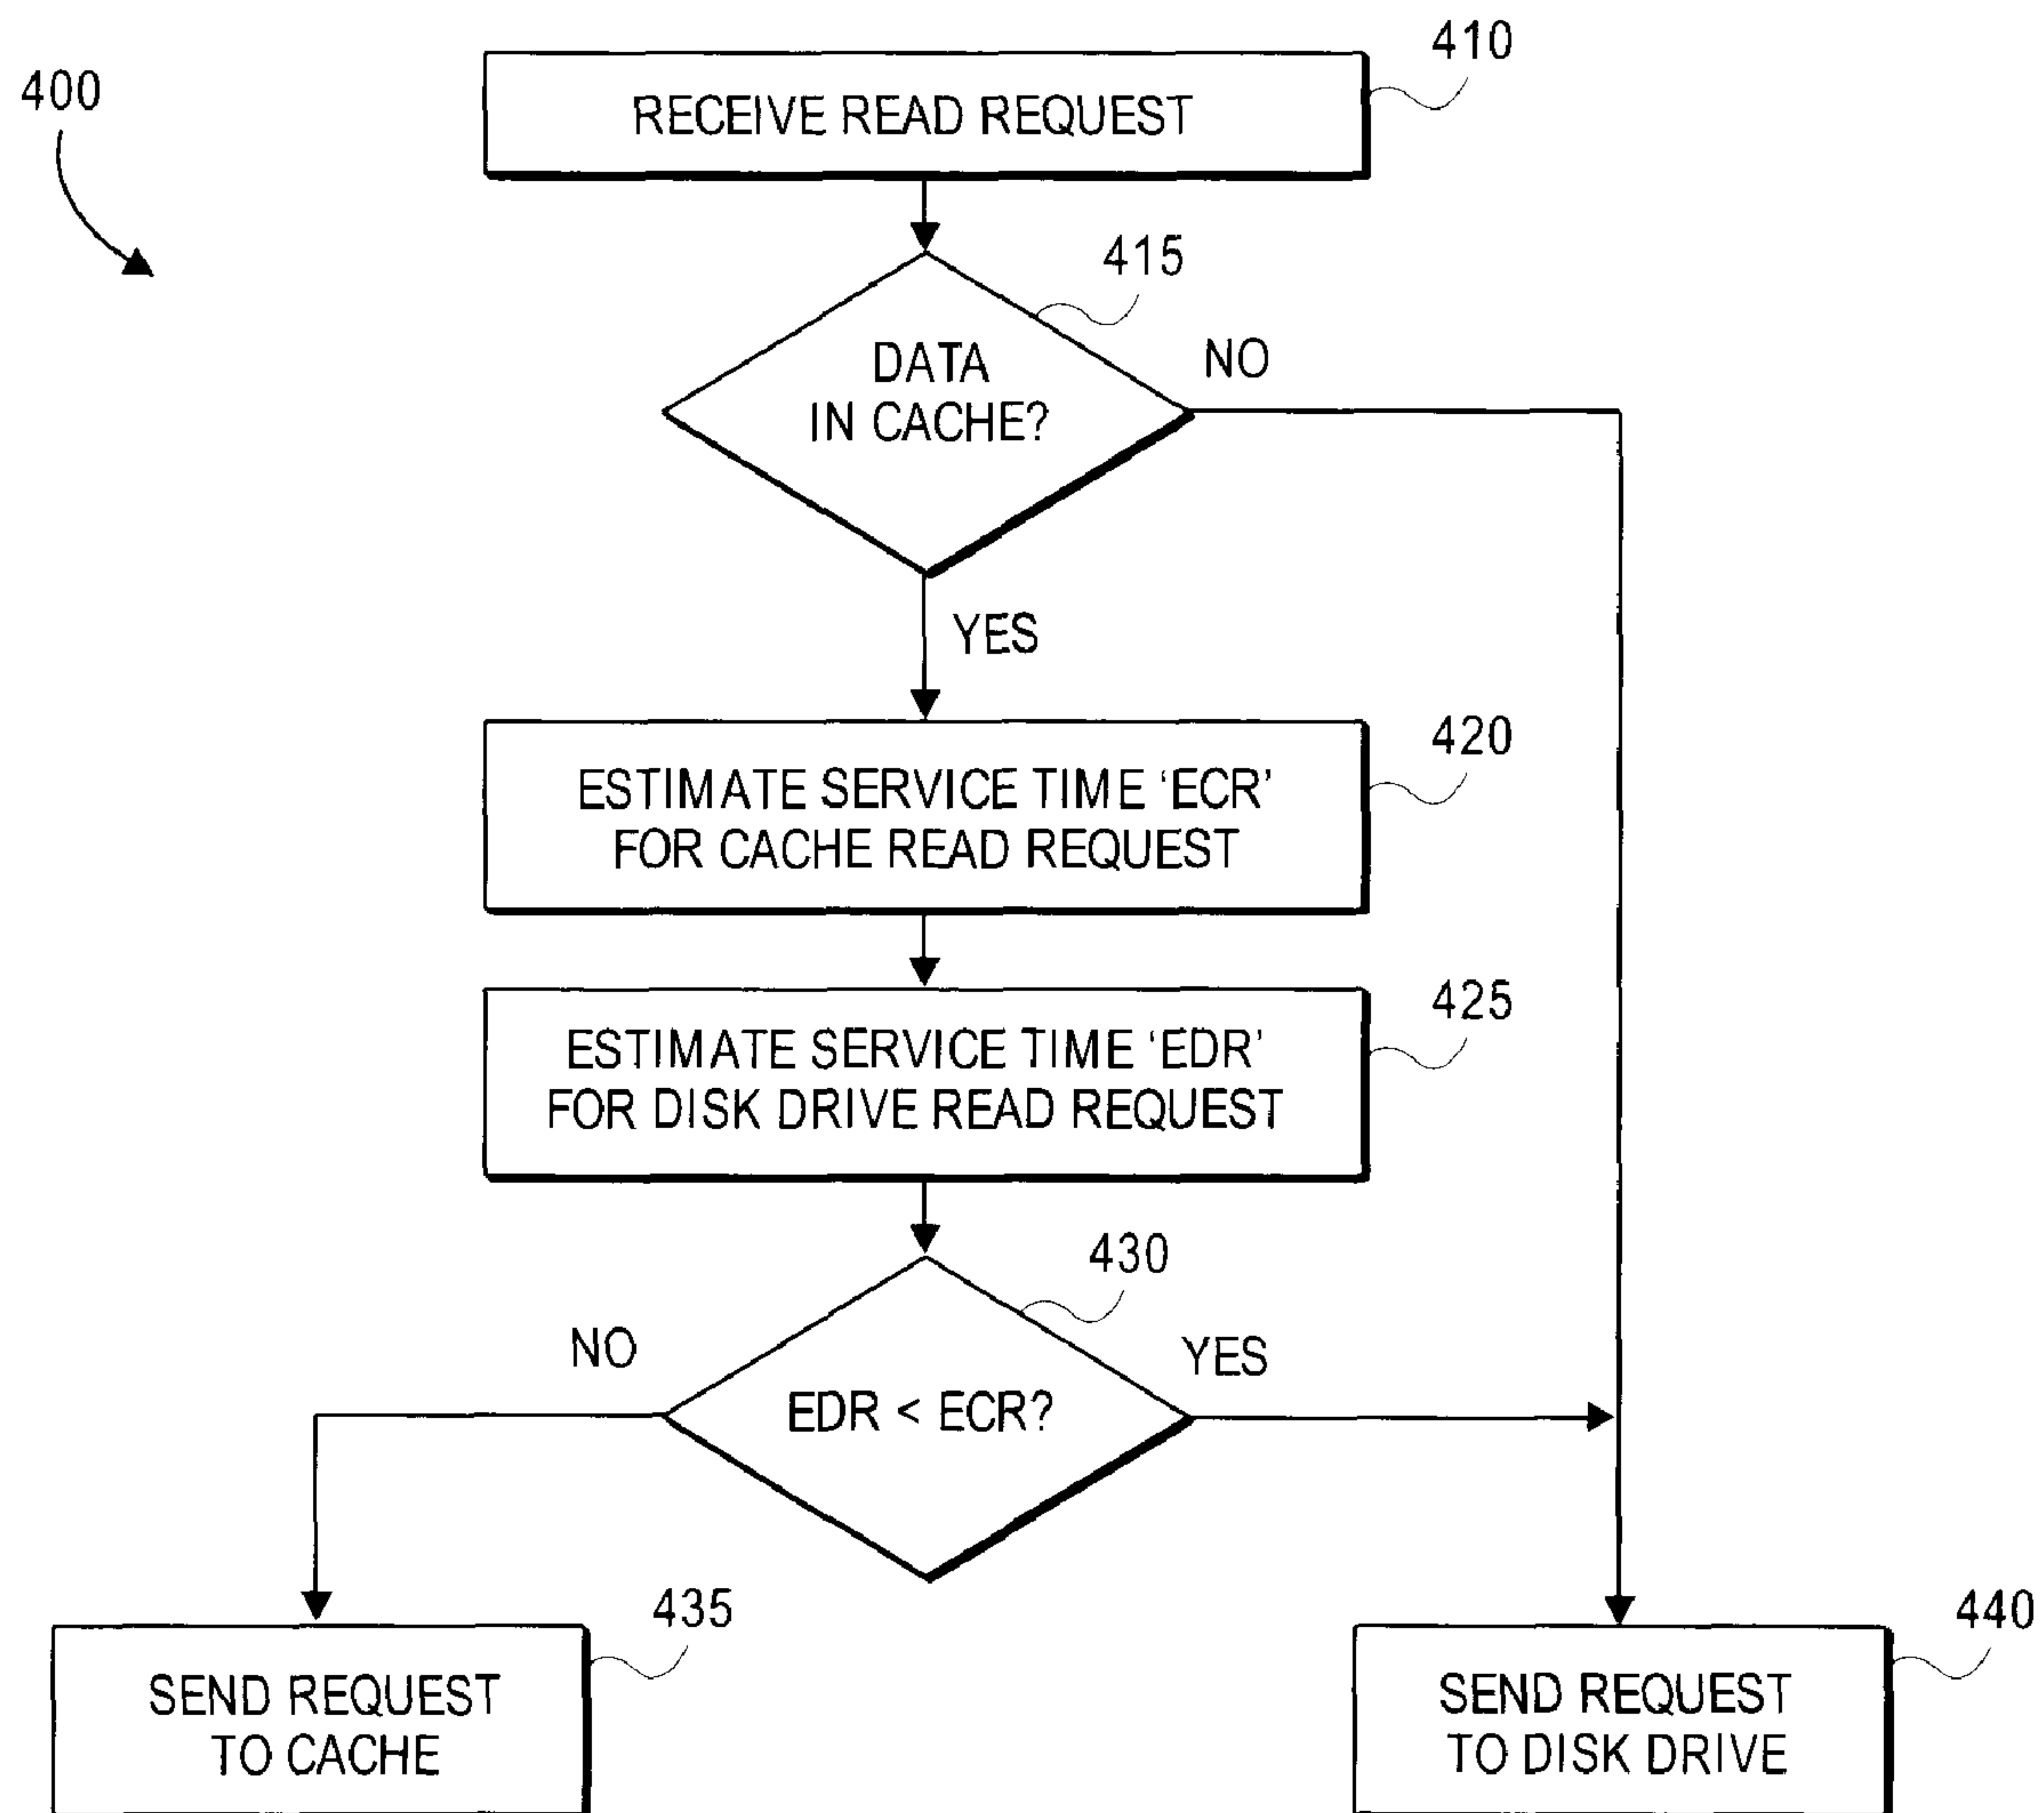 400
410
RECEIVE READ REQUEST
415
DATA
IN CACHE?
NO
YES
420
ESTIMATE SERVICE TIME ‘ECR’
FOR CACHE READ REQUEST
425
ESTIMATE SERVICE TIME ‘EDR’
FOR DISK DRIVE READ REQUEST
430
NO
YES
EDR < ECR?
435
SEND REQUEST
TO CACHE
440
SEND REQUEST
TO DISK DRIVE